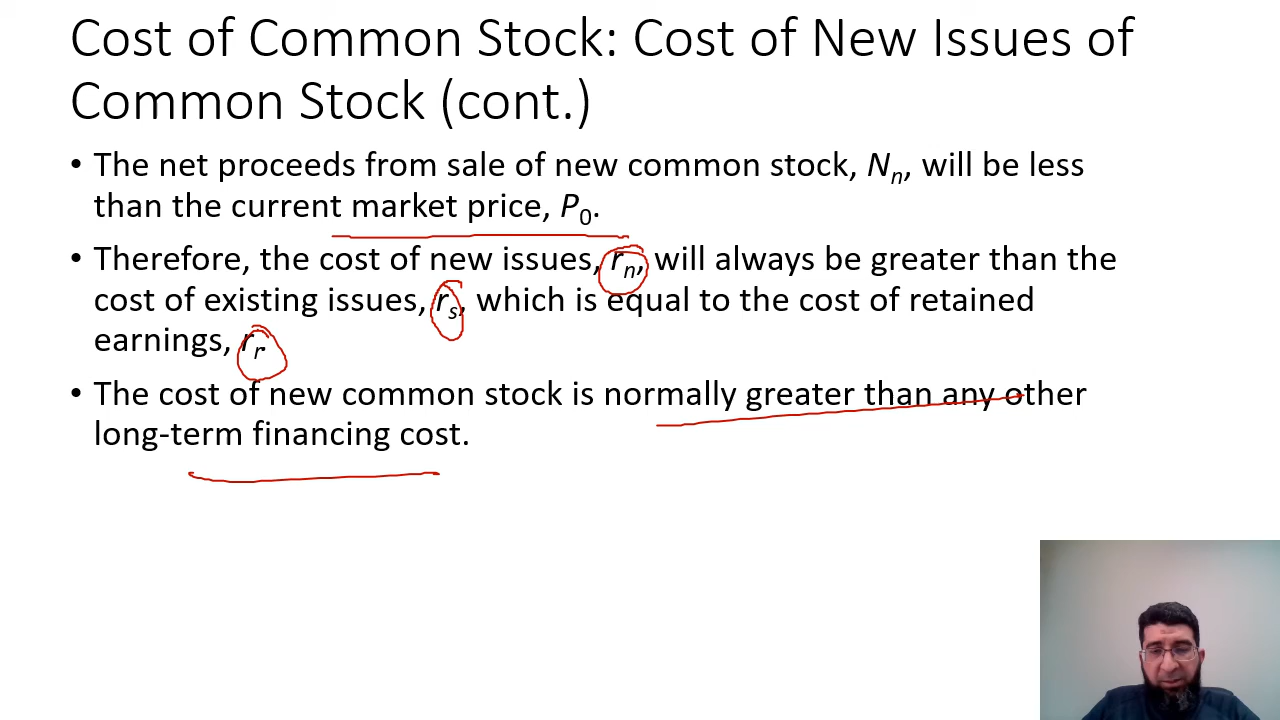 Cost of Common Stock: Cost of New Issues of
Common Stock (cont.)
• The net proceeds from sale of new common stock, Nn, will be less
than the current market price, P0.
• Therefore, the cost of new issues, rn, will always be greater than the
cost of existing issues, rs, which is equal to the cost of retained
earnings, rr.
• The cost of new common stock is normally greater than any other
long-term financing cost.